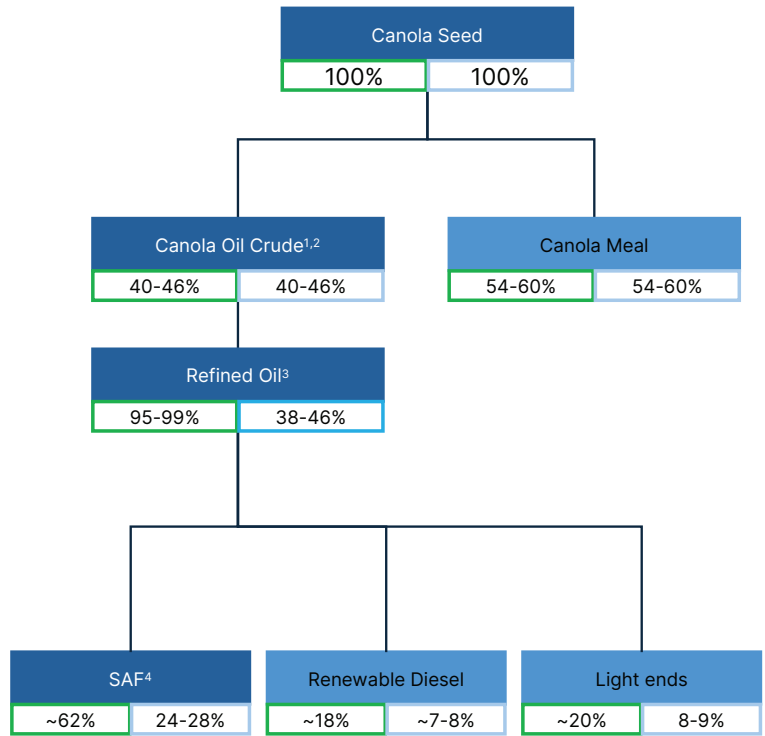 Canola Seed
100% 100%
Canola Oil Crude1,2 Canola Meal
40-46% 40-46% 54-60% 54-60%
Refined Oil3
95-99% 38-46%
SAF4 Renewable Diesel Light ends
~62% 24-28% ~18% ~7-8% ~20% 8-9%